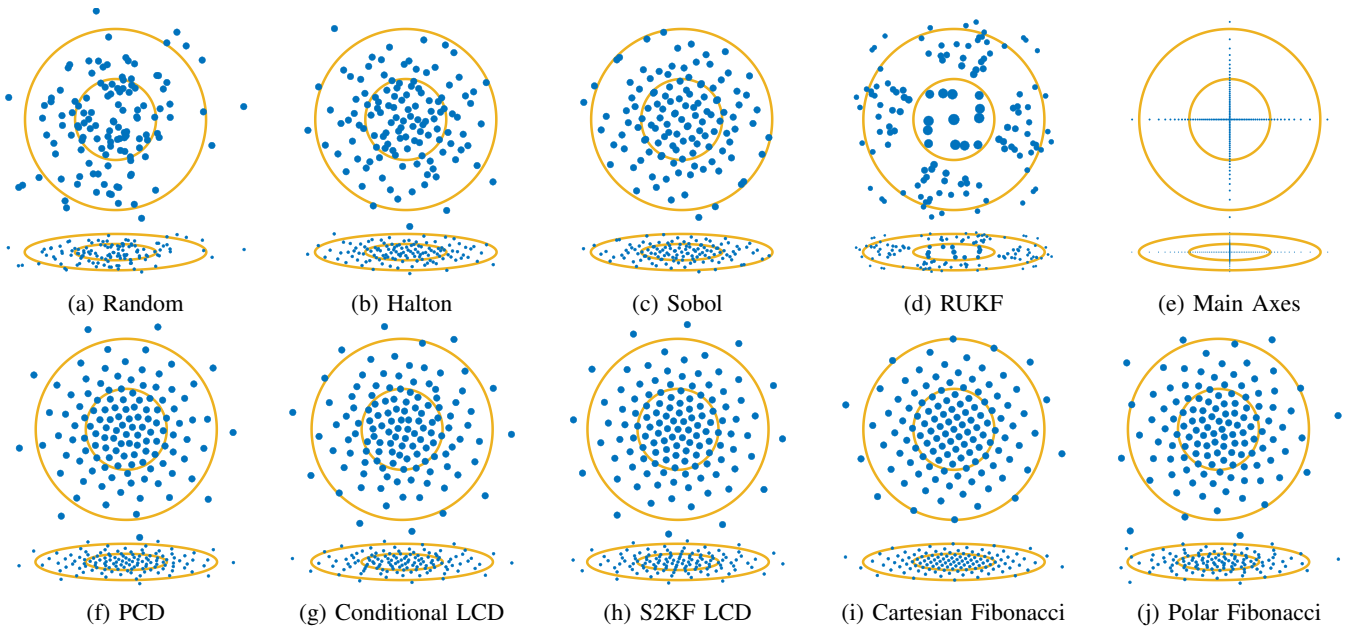 (a) Random
(b) Halton
(c) Sobol
(d) RUKF
(e) Main Axes
(f) PCD
(g) Conditional LCD
(h) S2KF LCD
(i) Cartesian Fibonacci
(j) Polar Fibonacci